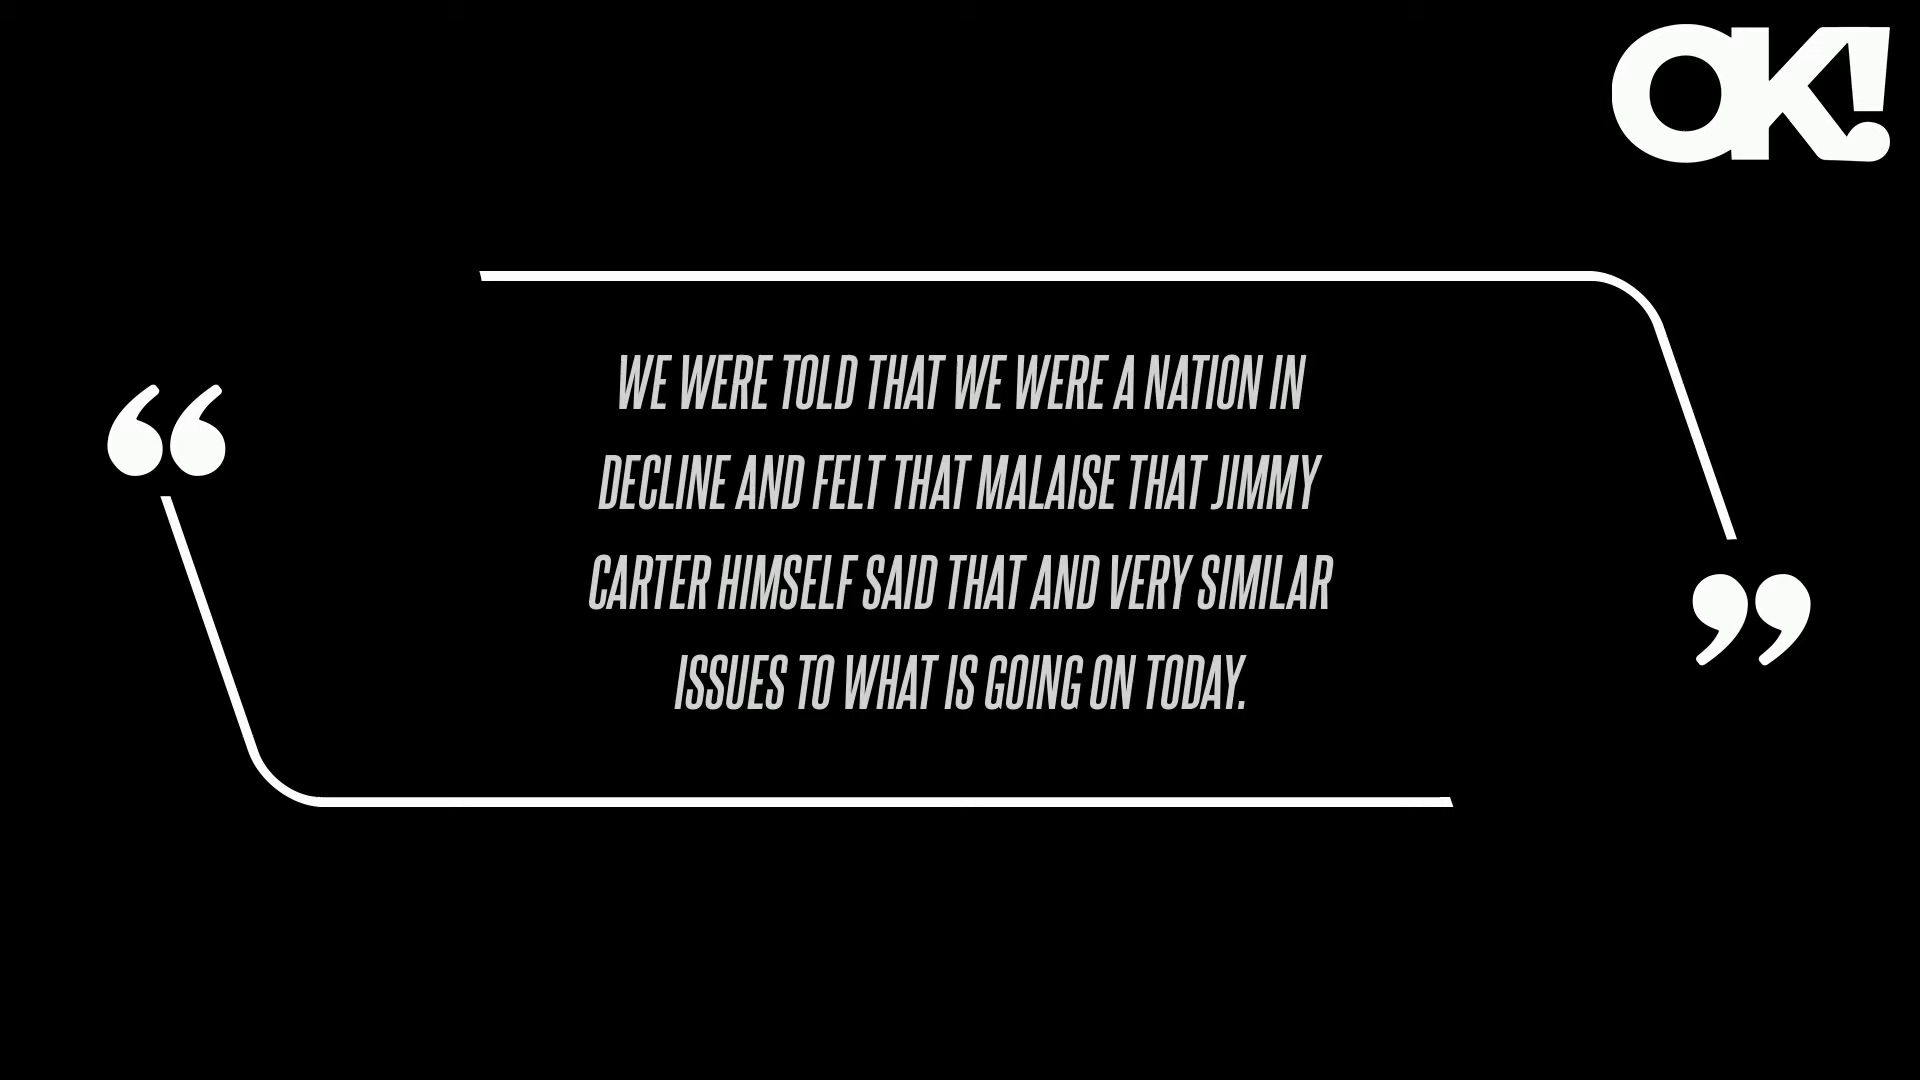 OK!
WE WERE TOLD THAT WE WERE A NATION IN
DECLINE AND FELT THAT MALAISE THAT JIMMY
CARTER HIMSELF SAID THAT AND VERY SIMILAR
ISSUES TO WHAT IS GOING ON TODAY.